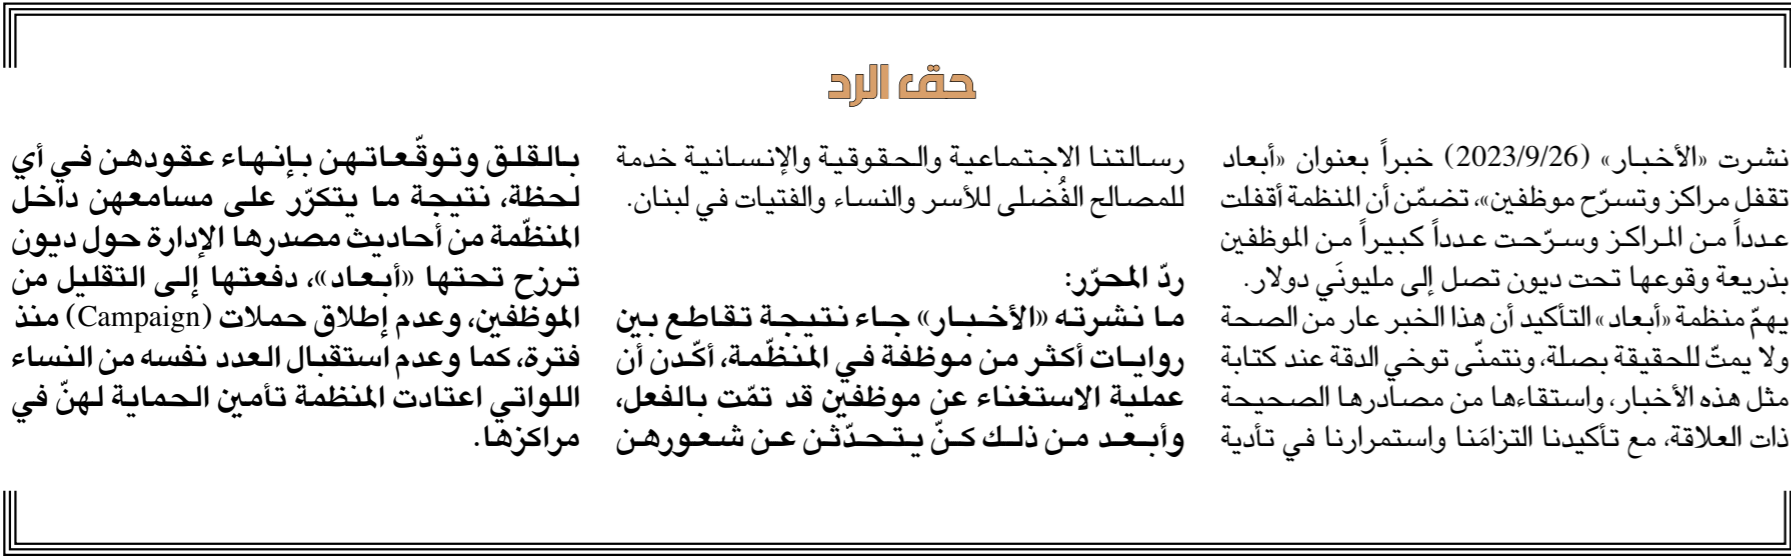 حق الرد
نشرت «الأخبار» (2023/9/26) خبراً بعنوان «أبعاد
تقفل مراكز وتسرّح موظفين»، تضمّن أن المنظمة أقفلت
عدداً من المراكز وسرّحت عدداً كبيراً من الموظفين
بذريعة وقوعها تحت ديون تصل إلى مليونَي دولار.
يهمّ منظمة «أبعاد» التأكيد أن هذا الخبر عار من الصحة
ولا يمتّ للحقيقة بصلة، ونتمنّى توخي الدقة عند كتابة
مثل هذه الأخبار، واستقاءها من مصادرها الصحيحة
ذات العلاقة، مع تأكيدنا التزامَنا واستمرارنا في تأدية
رسالتنا الاجتماعية والحقوقية والإنسانية خدمة
للمصالح الفُضلى للأسر والنساء والفتيات في لبنان.
ردّ المحرّر:
ما نشرته «الأخبار» جاء نتيجة تقاطع بين
روايات أكثر من موظفة في المنظّمة، أكّدن أن
عملية الاستغناء عن موظفين قد تمّت بالفعل،
وأبعد من ذلك كنّ يتحدّثن عن شعورهن
بالقلق وتوقّعاتهن بإنهاء عقودهن في أي
لحظة، نتيجة ما يتكرّر على مسامعهن داخل
المنظّمة من أحاديث مصدرها الإدارة حول ديون
ترزح تحتها «أبعاد»، دفعتها إلى التقليل من
الموظفين، وعدم إطلاق حملات (Campaign) منذ
فترة، كما وعدم استقبال العدد نفسه من النساء
اللواتي اعتادت المنظمة تأمين الحماية لهنّ في
مراكزها.